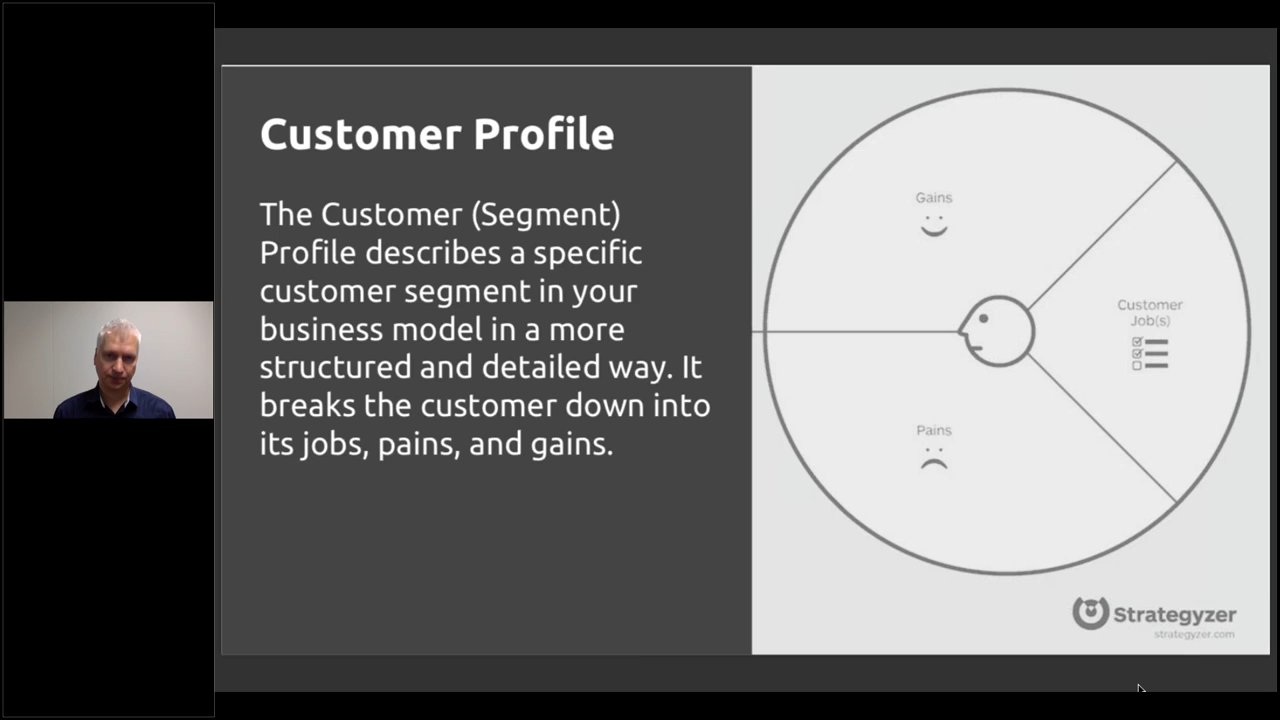 Customer Profile
The Customer (Segment)
Profile describes a specific
customer segment in your
business model in a more
structured and detailed way. It
breaks the customer down into
its jobs, pains, and gains.
Gains
Customer
Job(s)
Pains
Strategyzer
strategyzer.com